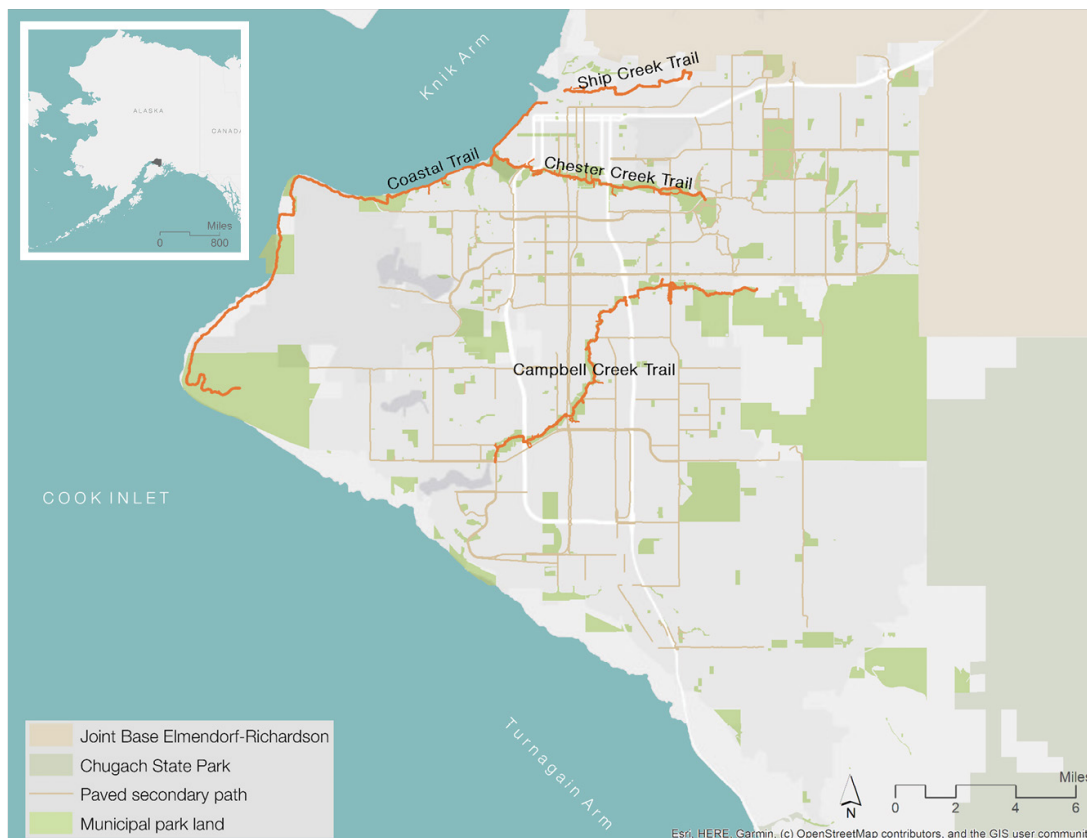 ALASKA
CANADA
Miles
0 800
Knik Arm
Ship Creek Trail
Coastal Trail
Chester Creek Trail
Campbell Creek Trail
COOK INLET
Turnagain Arm
Joint Base Elmendorf-Richardson
Chugach State Park
Paved secondary path
Municipal park land
N
Miles
0 2 4 6
Esri, HERE, Garmin, (c) OpenStreetMap contributors, and the GIS user communi